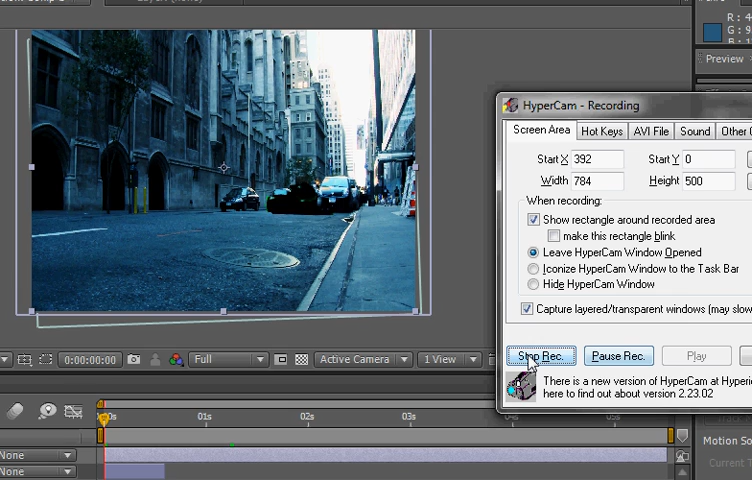 R : 4
G : 9
B : 1
Preview
HyperCam - Recording
Screen Area
Hot Keys
AVI File
Sound
Other O
Start X
392
Start Y
0
Width
784
Height
500
When recording:
Show rectangle around recorded area
make this rectangle blink
Leave HyperCam Window Opened
Iconize HyperCam Window to the Task Bar
Hide HyperCam Window
Capture layered/transparent windows (may slow
Stop Rec.
Pause Rec.
Play
There is a new version of HyperCam at Hyperi
here to find out about version 2.23.02
0:00:00:00
Full
Active Camera
1 View
01s
02s
03s
04s
05s
None
None
Motion So
Current T